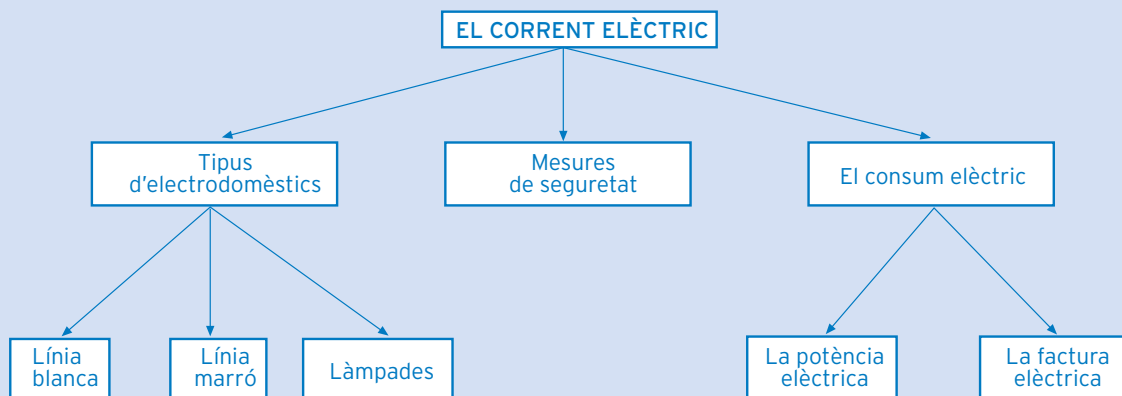 EL CORRENT ELÈCTRIC
Tipus
d'electrodomèstics
Mesures
de seguretat
El consum elèctric
Línia
blanca
Línia
marró
Làmpades
La potència
elèctrica
La factura
elèctrica